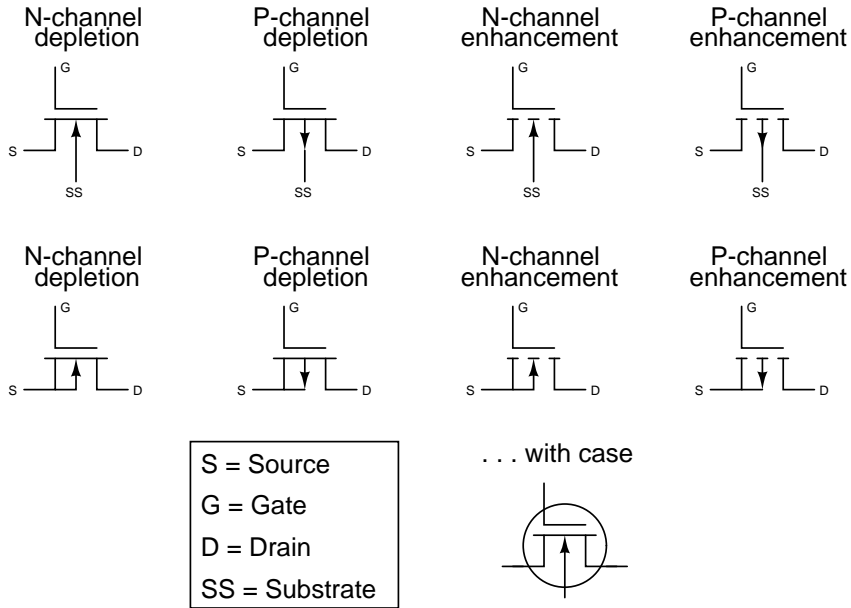 N-channel depletion
P-channel depletion
N-channel enhancement
P-channel enhancement
G
G
G
G
S
D
S
D
S
D
S
D
SS
SS
SS
SS
N-channel depletion
P-channel depletion
N-channel enhancement
P-channel enhancement
G
G
G
G
S
D
S
D
S
D
S
D
S = Source
G = Gate
D = Drain
SS = Substrate
. . . with case